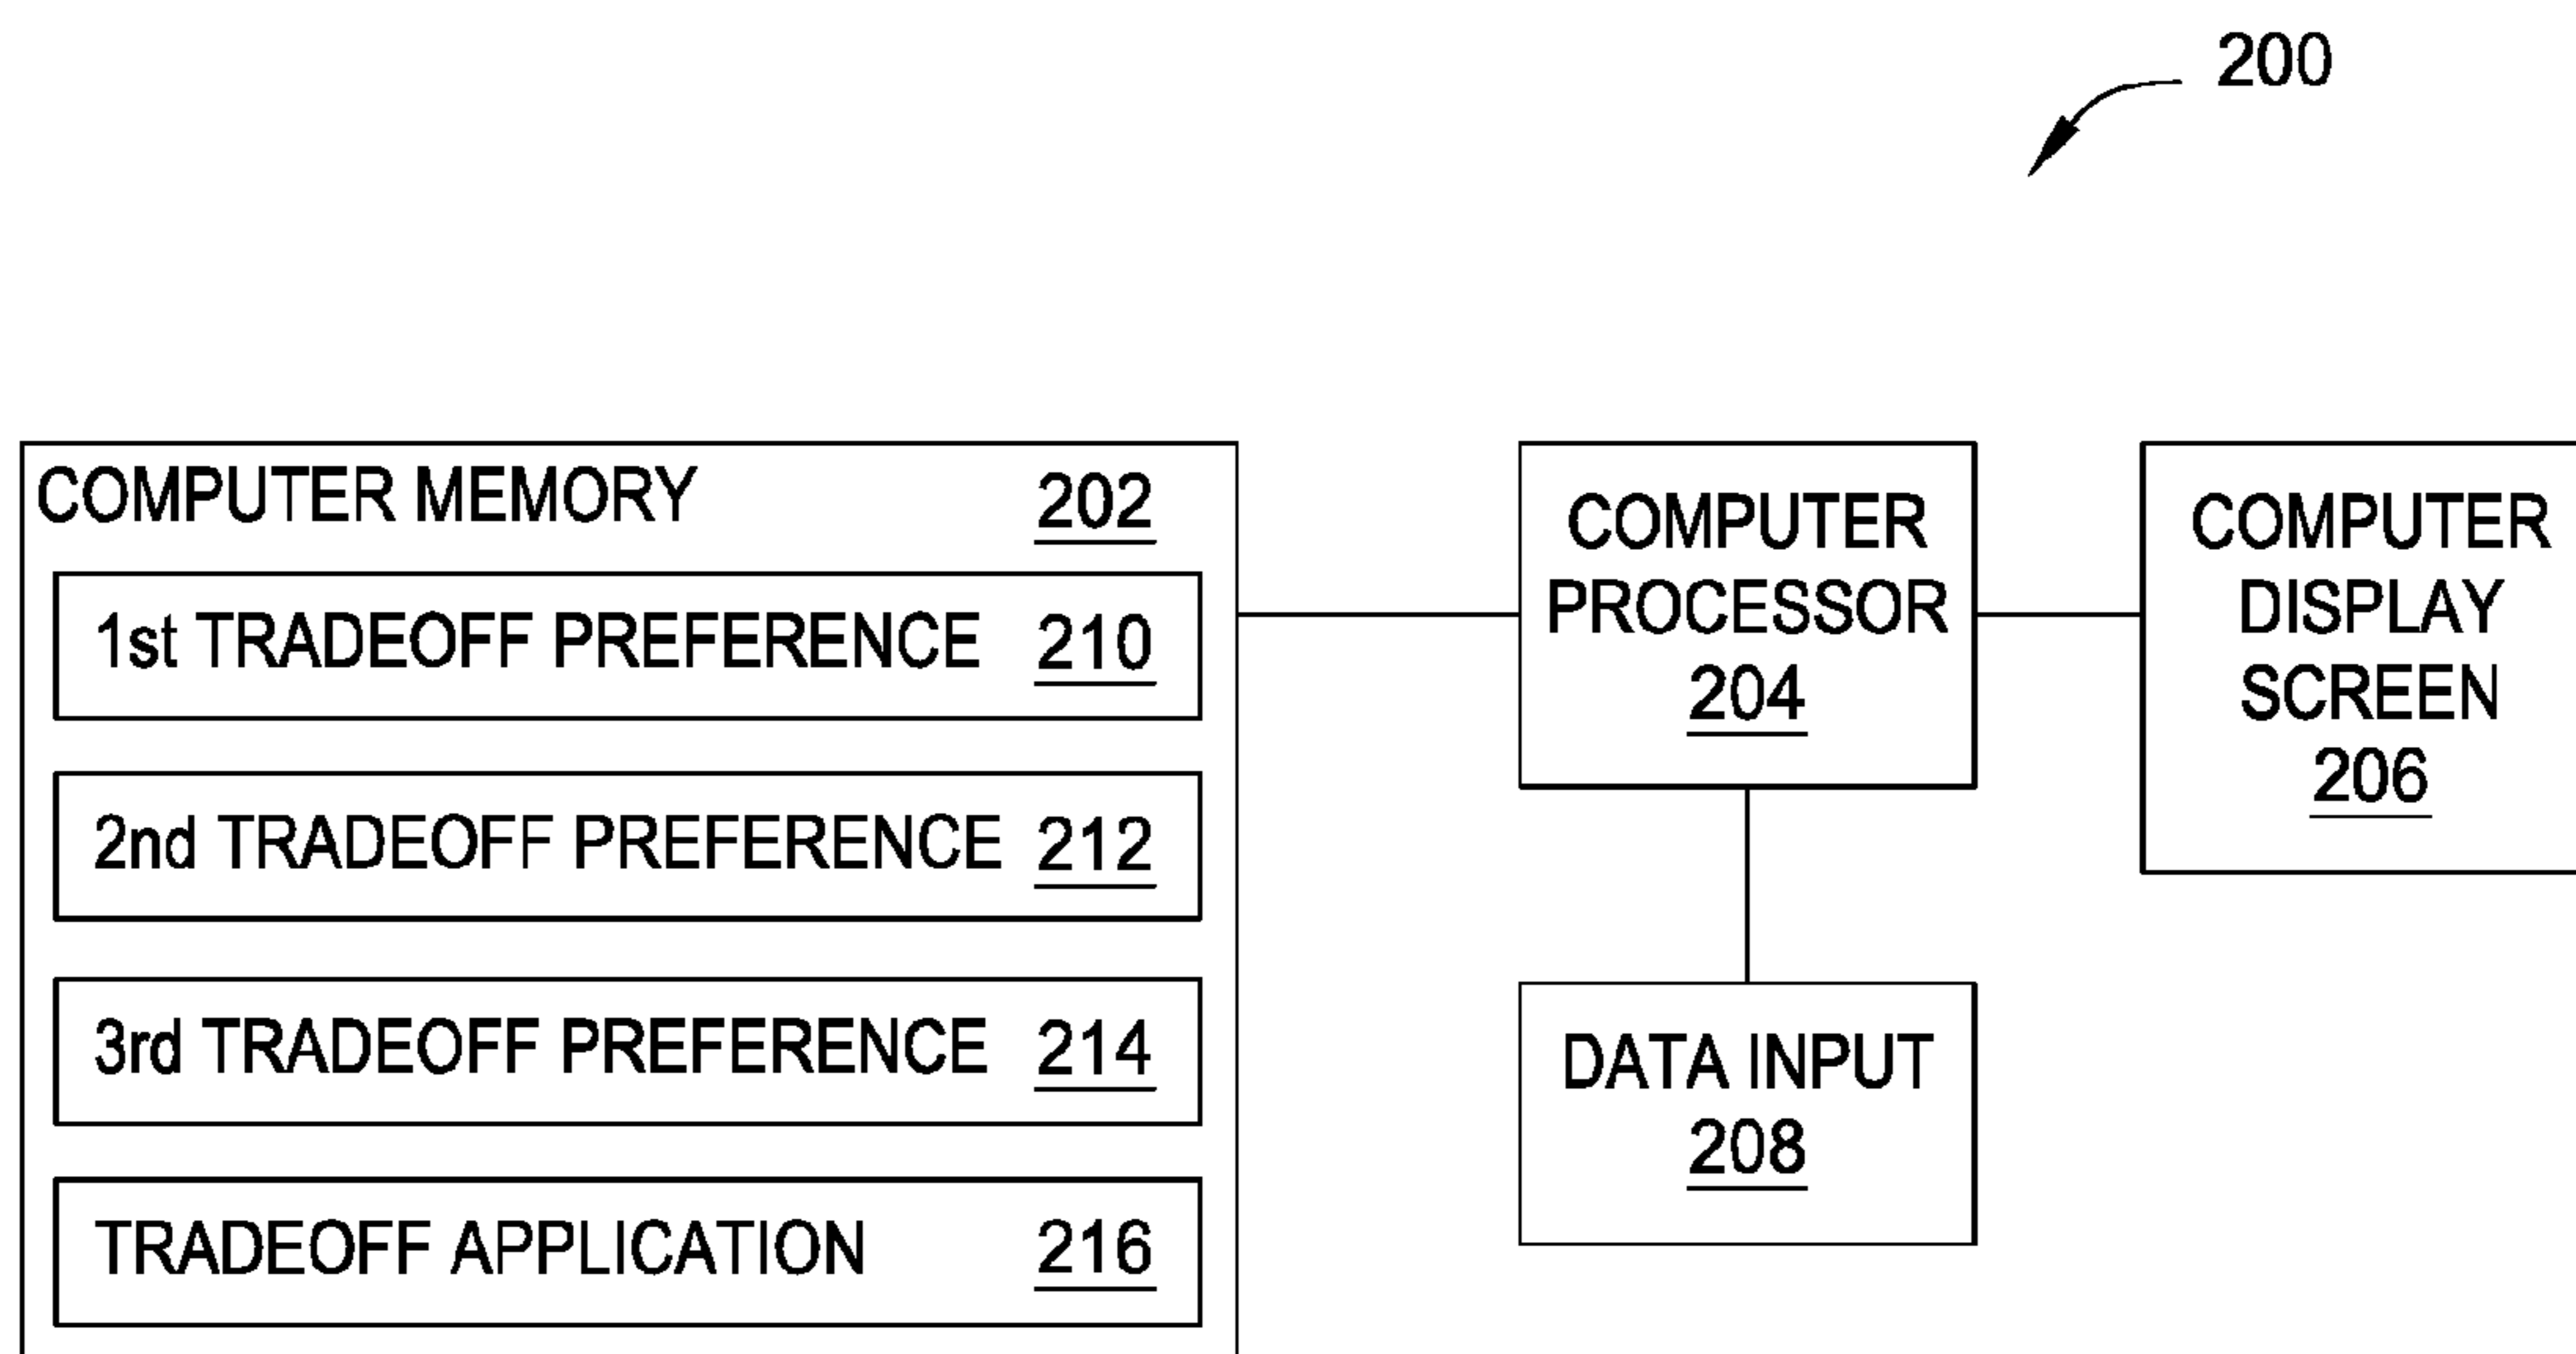 200
COMPUTER MEMORY 202
1st TRADEOFF PREFERENCE 210
2nd TRADEOFF PREFERENCE 212
3rd TRADEOFF PREFERENCE 214
TRADEOFF APPLICATION 216
COMPUTER
PROCESSOR
204
DATA INPUT
208
COMPUTER
DISPLAY
SCREEN
206